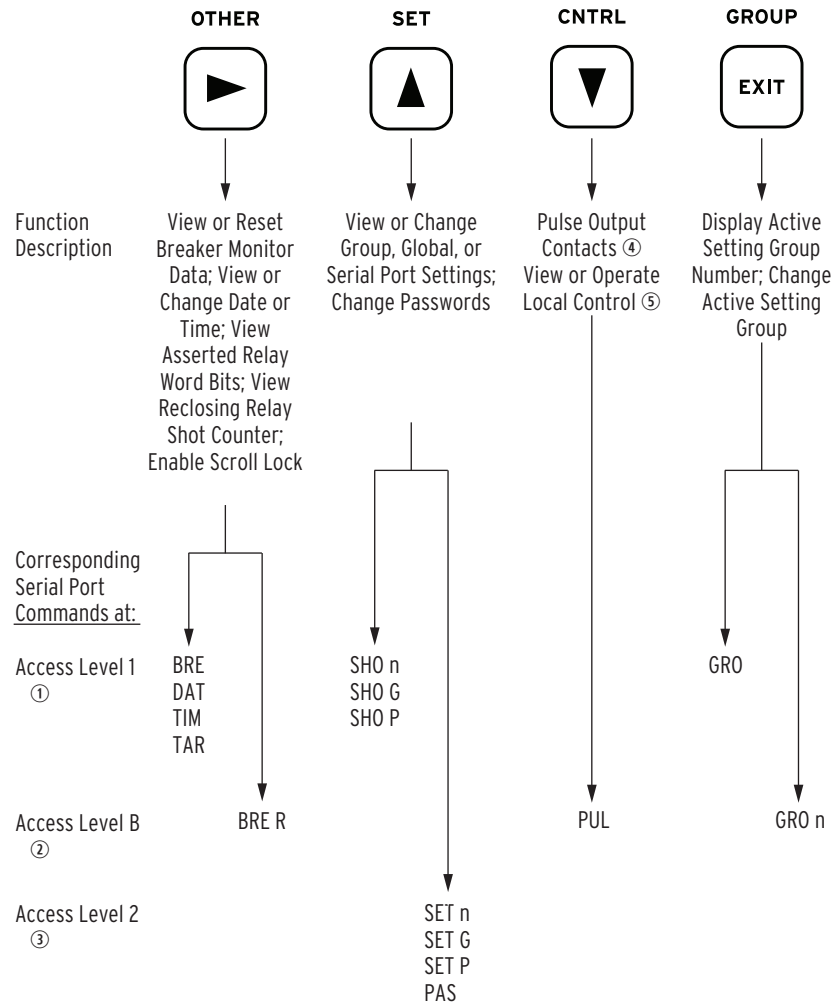 OTHER SET CNTRL GROUP
EXIT
Function
Description
View or Reset
Breaker Monitor
Data; View or
Change Date or
Time; View
Asserted Relay
Word Bits; View
Reclosing Relay
Shot Counter;
Enable Scroll Lock
View or Change
Group, Global, or
Serial Port Settings;
Change Passwords
Pulse Output
Contacts ④
View or Operate
Local Control ⑤
Display Active
Setting Group
Number; Change
Active Setting
Group
Corresponding
Serial Port
Commands at:
Access Level 1
①
BRE
DAT
TIM
TAR
SHO n
SHO G
SHO P
GRO
Access Level B
②
BRE R
PUL
GRO n
Access Level 2
③
SET n
SET G
SET P
PAS